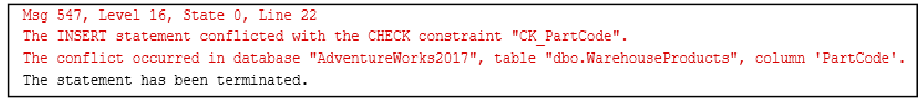 Msg 547, Level 16, State 0, Line 22
The INSERT statement conflicted with the CHECK constraint "CK_PartCode".
The conflict occurred in database "AdventureWorks2017", table "dbo.WarehouseProducts", column 'PartCode'.
The statement has been terminated.